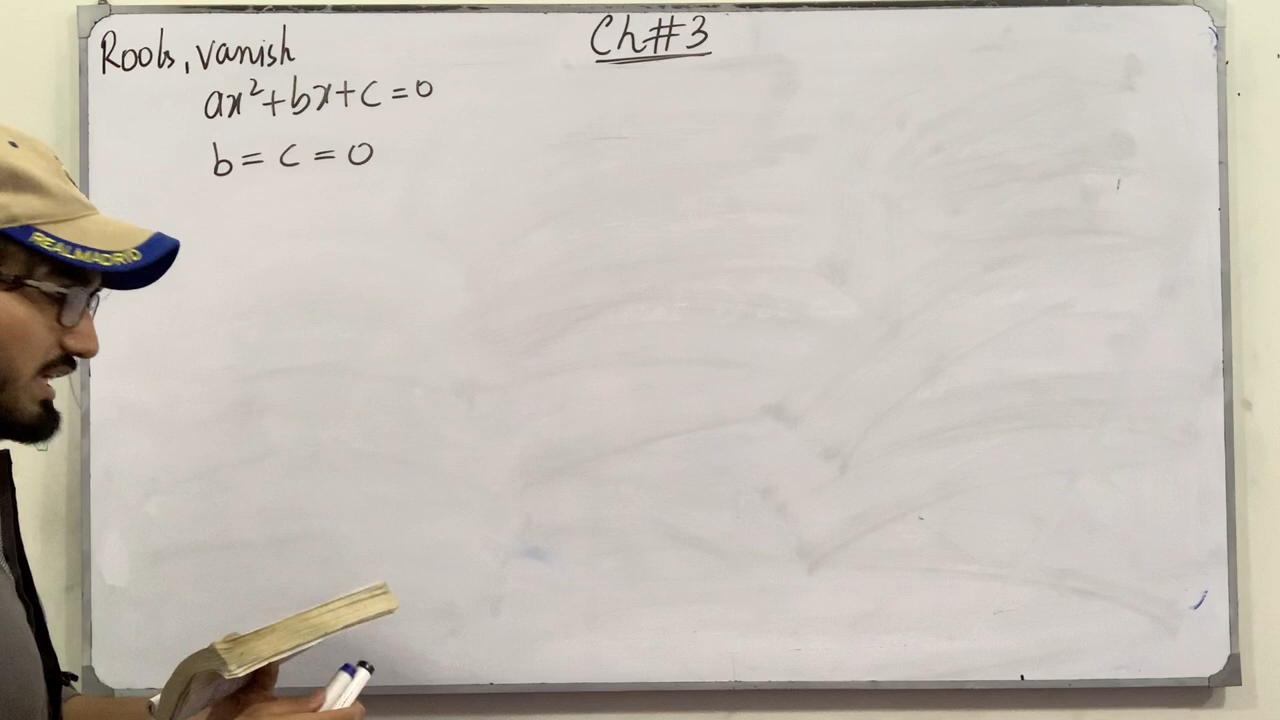 Ch#3
Roots, vanish
ax²+bx+c=0
b=c=0
REALMADRID